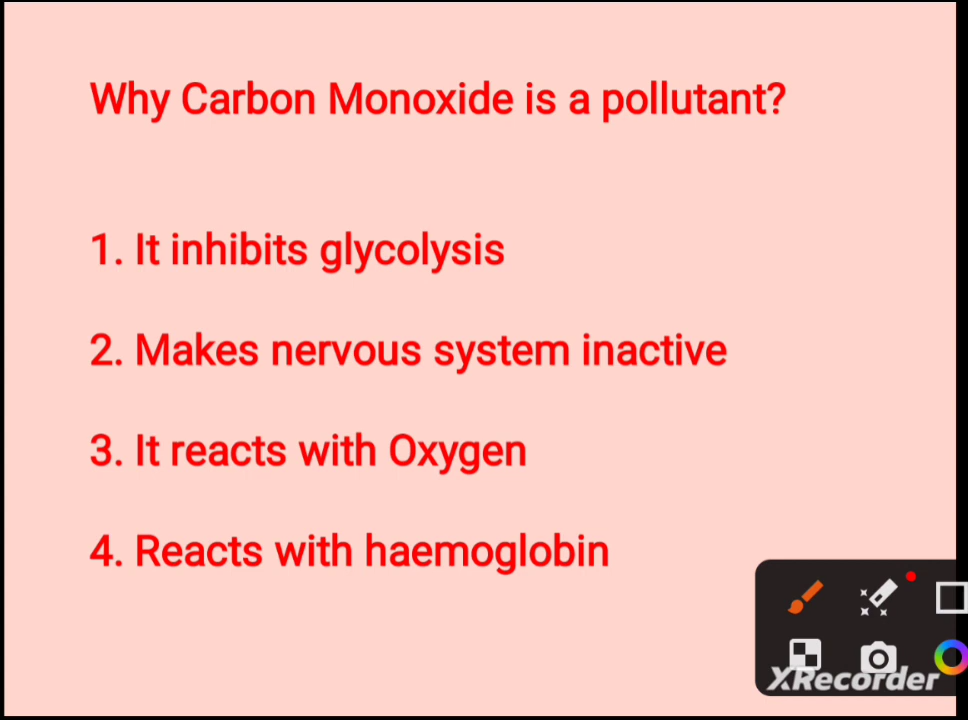 Why Carbon Monoxide is a pollutant?
1. It inhibits glycolysis
2. Makes nervous system inactive
3. It reacts with Oxygen
4. Reacts with haemoglobin
XRecorder